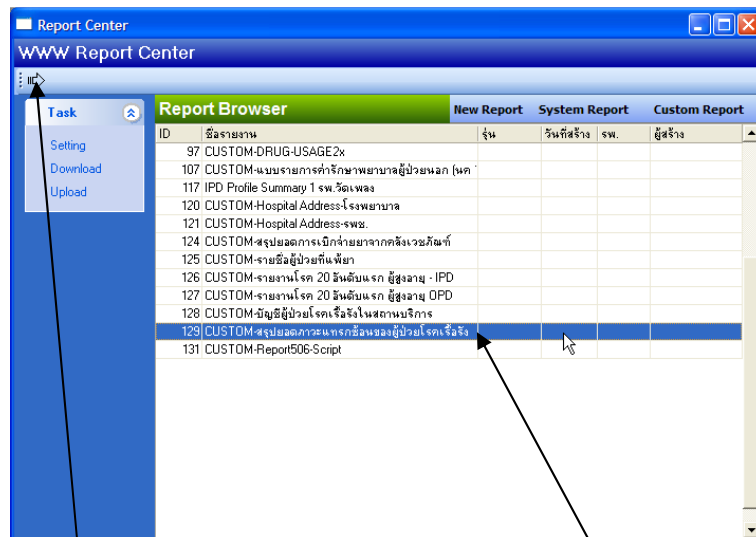 Report Center
WWW Report Center
Task
Setting
Download
Upload
Report Browser New Report System Report Custom Report
ID ชื่อรายงาน รุ่น วันที่สร้าง รพ. ผู้สร้าง
97 CUSTOM-DRUG-USAGE2x
107 CUSTOM-แบบรายการค่ารักษาพยาบาลผู้ป่วยนอก (นค
117 IPD Profile Summary 1 รพ.วัดเพลง
120 CUSTOM-Hospital Address-โรงพยาบาล
121 CUSTOM-Hospital Address-รพช.
124 CUSTOM-สรุปยอดการเบิกจ่ายยาจากคลังเวชภัณฑ์
125 CUSTOM-รายชื่อผู้ป่วยที่แพ้ยา
126 CUSTOM-รายงานโรค 20 อันดับแรก ผู้สูงอายุ - IPD
127 CUSTOM-รายงานโรค 20 อันดับแรก ผู้สูงอายุ OPD
128 CUSTOM-บัญชีผู้ป่วยโรคเรื้อรังในสถานบริการ
129 CUSTOM-สรุปยอดภาวะแทรกซ้อนของผู้ป่วยโรคเรื้อรัง
131 CUSTOM-Report506-Script